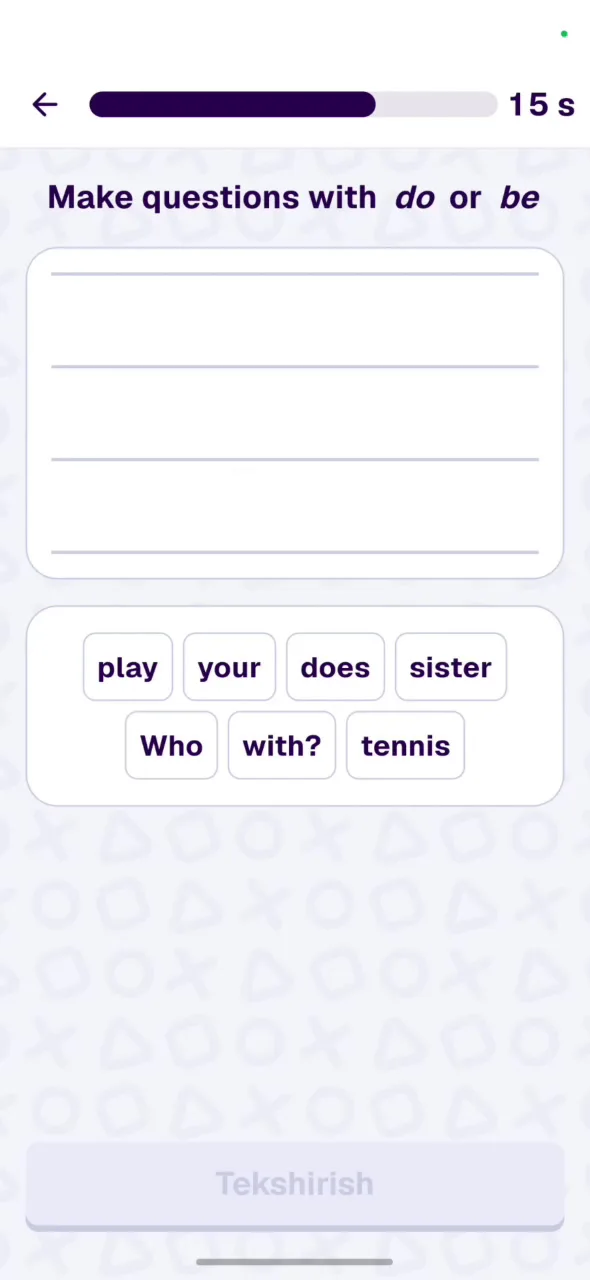 15 s
Make questions with do or be
play your does sister
Who with? tennis
Tekshirish